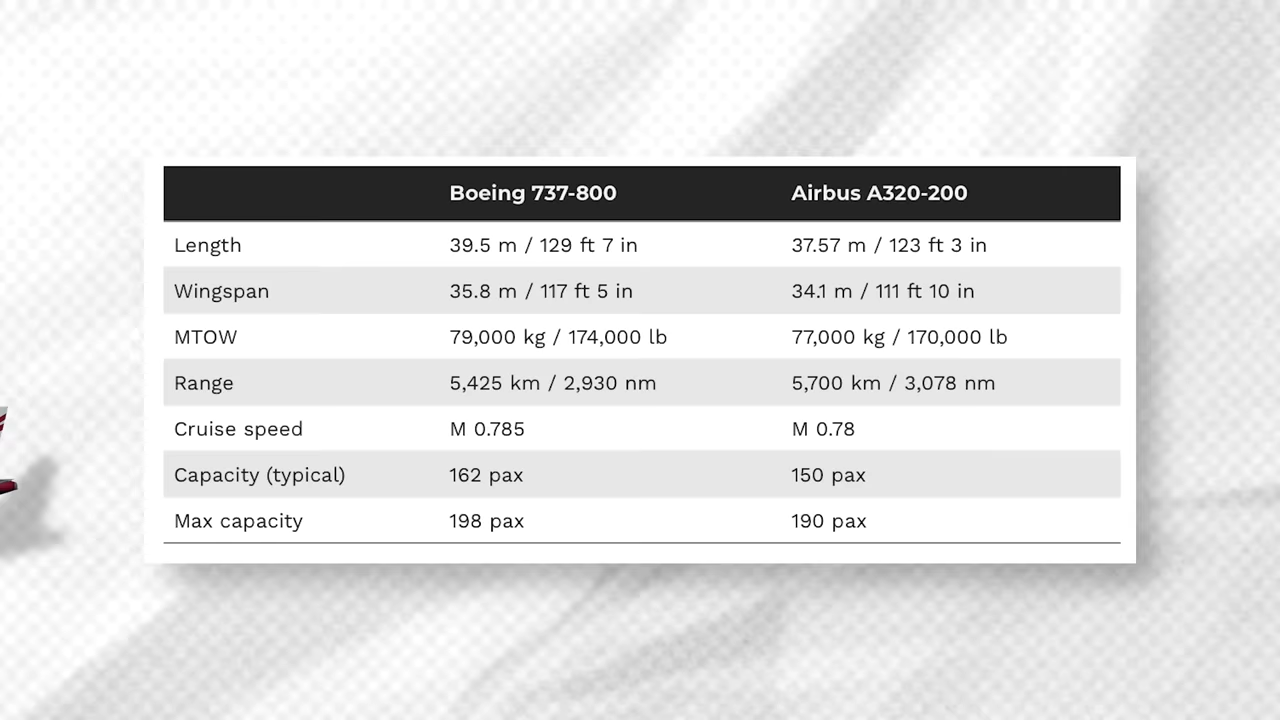 Boeing 737-800 Airbus A320-200
Length 39.5 m / 129 ft 7 in 37.57 m / 123 ft 3 in
Wingspan 35.8 m / 117 ft 5 in 34.1 m / 111 ft 10 in
MTOW 79,000 kg / 174,000 lb 77,000 kg / 170,000 lb
Range 5,425 km / 2,930 nm 5,700 km / 3,078 nm
Cruise speed M 0.785 M 0.78
Capacity (typical) 162 pax 150 pax
Max capacity 198 pax 190 pax